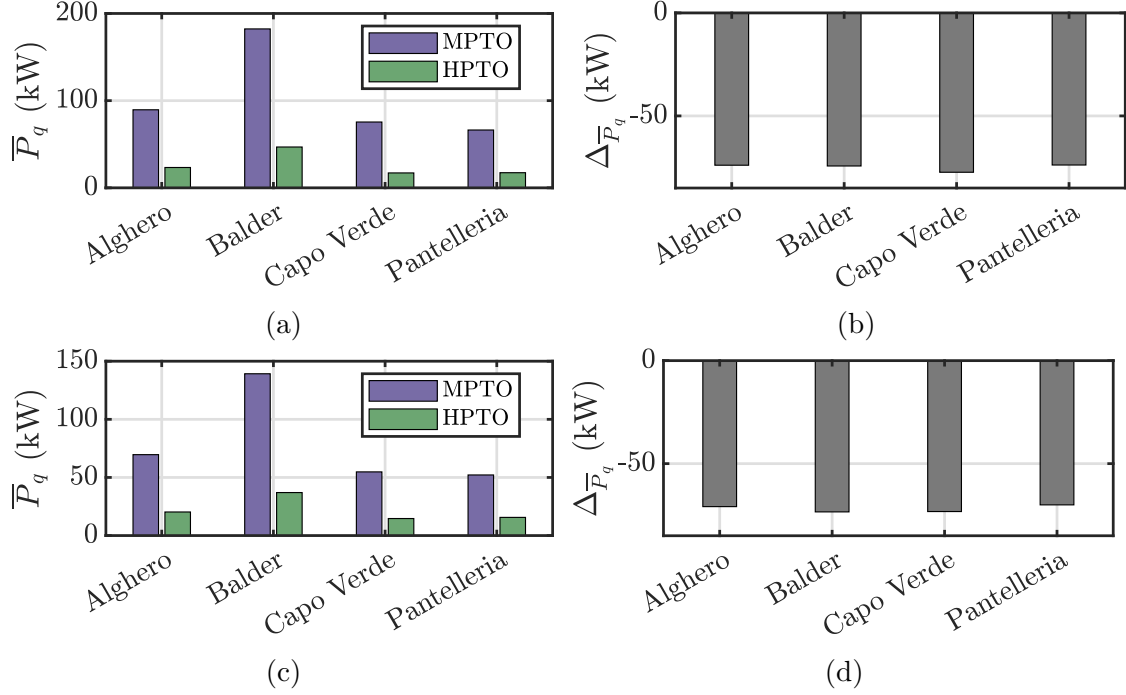 200
100
0
P̅_q (kW)
MPTO
HPTO
Alghero
Balder
Capo Verde
Pantelleria
(a)
0
-50
Δ_P̅_q (kW)
Alghero
Balder
Capo Verde
Pantelleria
(b)
150
100
50
0
P̅_q (kW)
MPTO
HPTO
Alghero
Balder
Capo Verde
Pantelleria
(c)
0
-50
Δ_P̅_q (kW)
Alghero
Balder
Capo Verde
Pantelleria
(d)